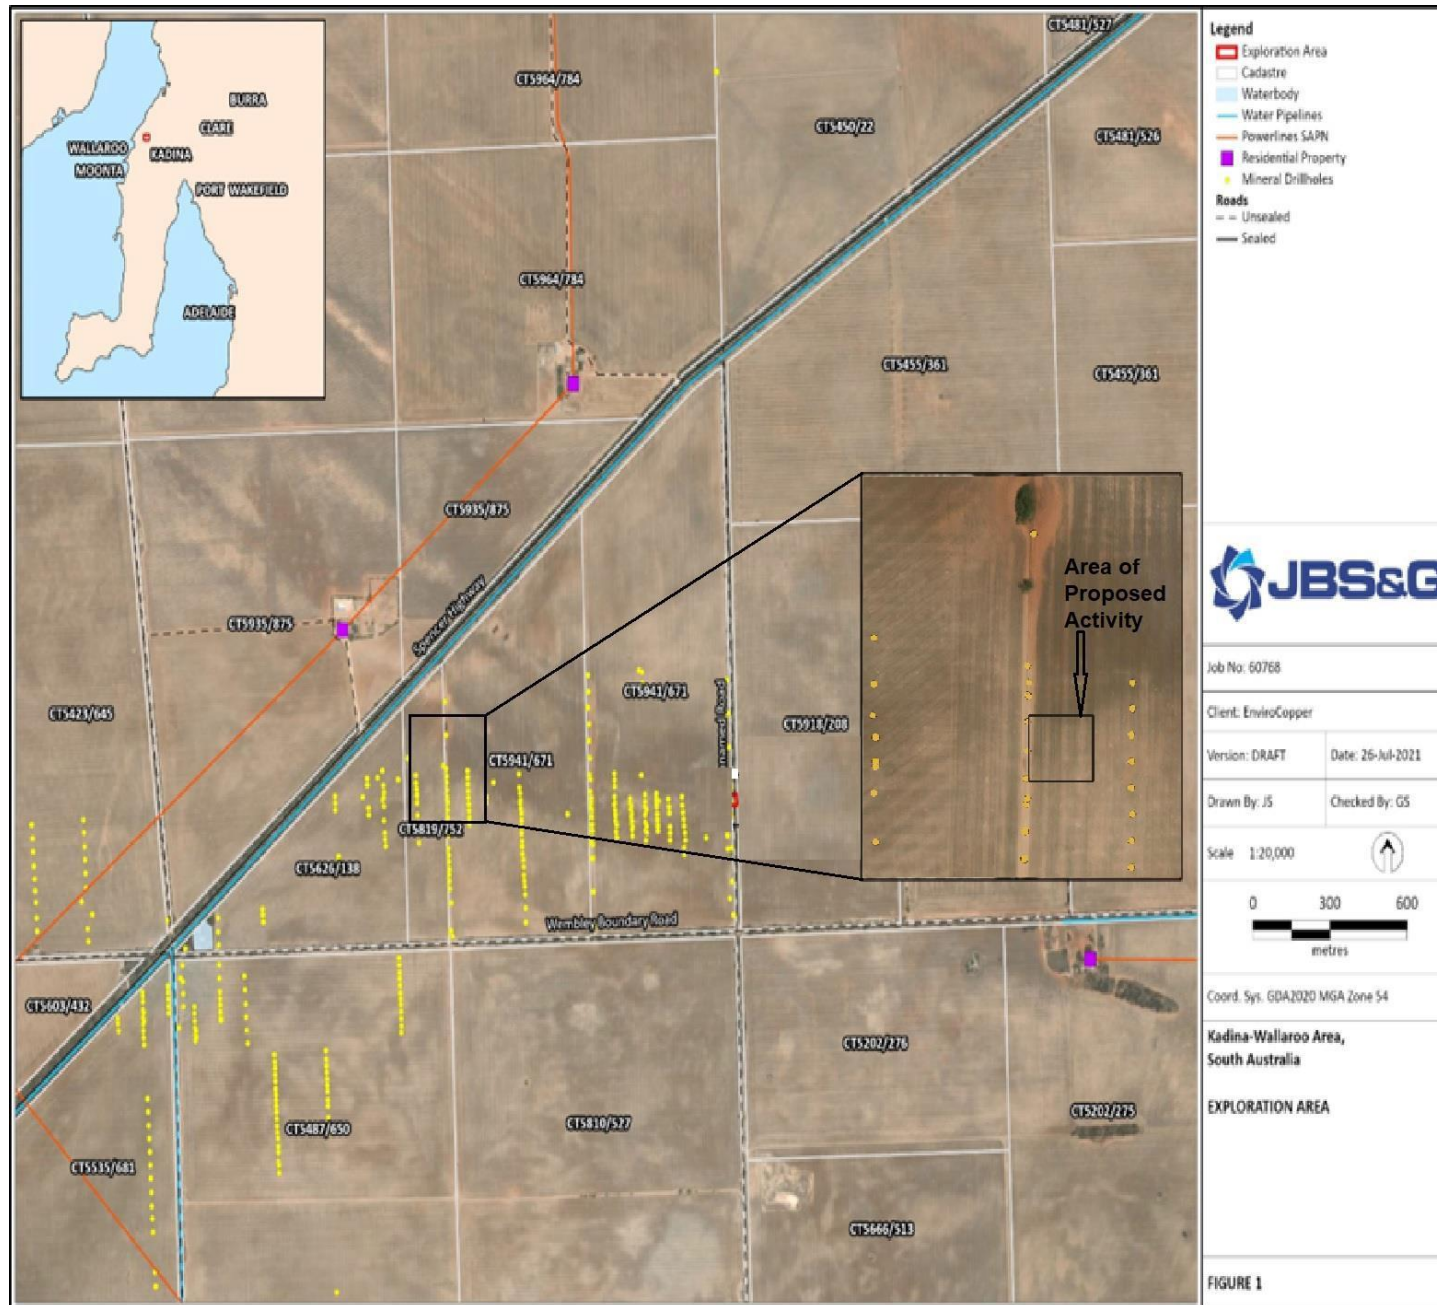 CT5481/527
BURRA
CLARE
WALLAROO
KADINA
MOONTA
PORT WAKEFIELD
ADELAIDE
CT5964/784
CT5450/22
CT5481/526
CT5964/784
CT5455/361
CT5455/361
CT5935/875
Spencer Highway
CT5935/875
CT5423/645
CT5941/671
CT5918/208
CT5941/671
CT5819/752
CT5626/138
Wembley Boundary Road
CT5603/432
CT5202/276
CT5487/650
CT5810/527
CT5202/275
CT5535/681
CT5666/513
Area of
Proposed
Activity
Legend
Exploration Area
Cadastre
Waterbody
Water Pipelines
Powerlines SAPN
Residential Property
Mineral Drillholes
Roads
Unsealed
Sealed
JBS&G
Job No: 60768
Client: EnviroCopper
Version: DRAFT
Date: 26-Jul-2021
Drawn By: JS
Checked By: GS
Scale 1:20,000
0 300 600
metres
Coord. Sys. GDA2020 MGA Zone 54
Kadina-Wallaroo Area,
South Australia
EXPLORATION AREA
FIGURE 1